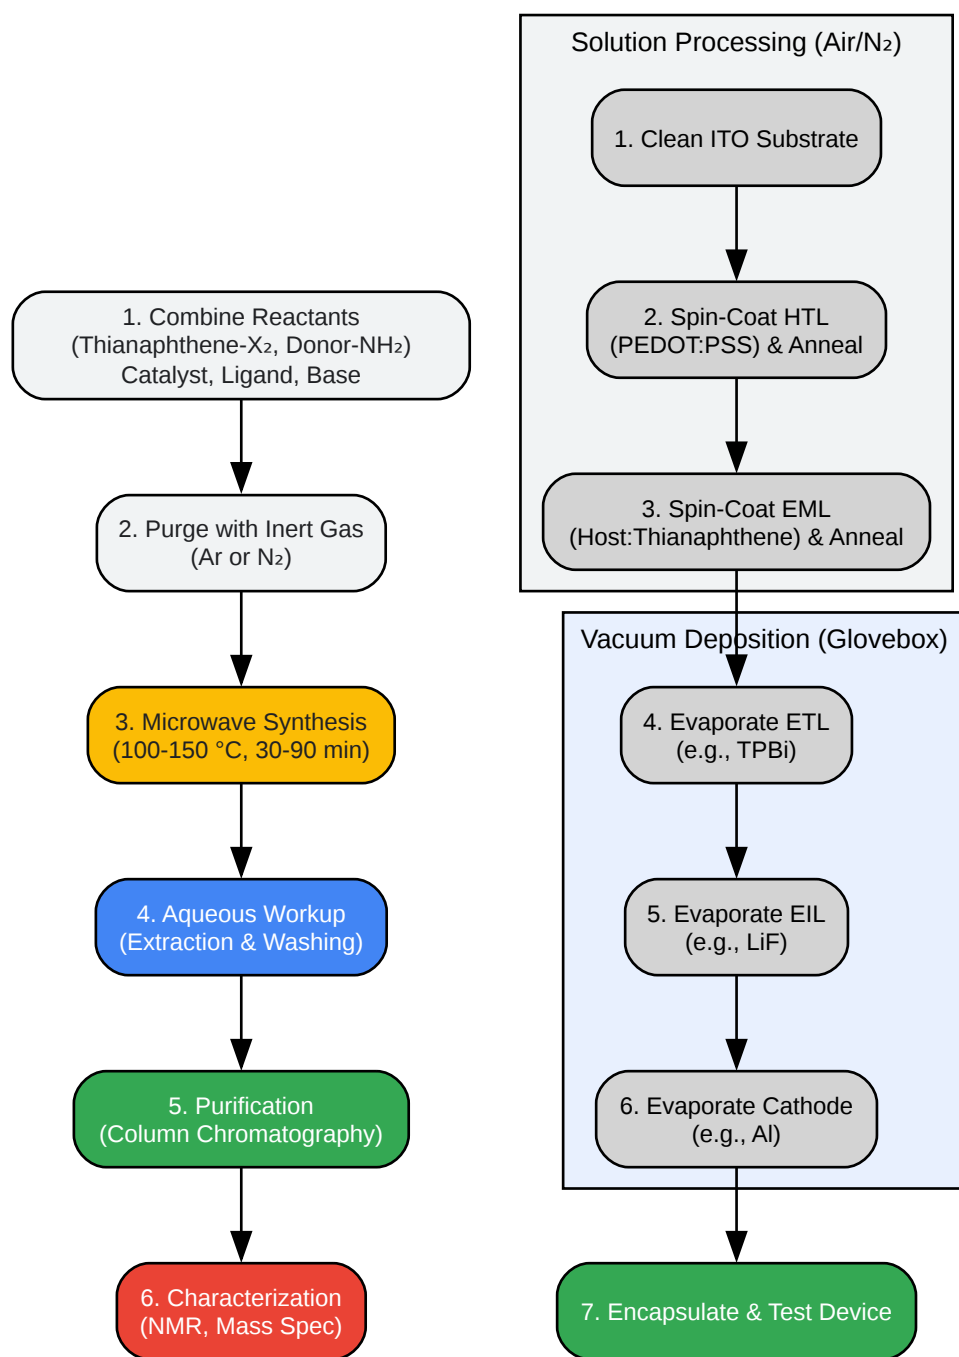 1. Combine Reactants
(Thianaphthene-X₂, Donor-NH₂)
Catalyst, Ligand, Base
2. Purge with Inert Gas
(Ar or N₂)
3. Microwave Synthesis
(100-150 °C, 30-90 min)
4. Aqueous Workup
(Extraction & Washing)
5. Purification
(Column Chromatography)
6. Characterization
(NMR, Mass Spec)
Solution Processing (Air/N₂)
1. Clean ITO Substrate
2. Spin-Coat HTL
(PEDOT:PSS) & Anneal
3. Spin-Coat EML
(Host:Thianaphthene) & Anneal
Vacuum Deposition (Glovebox)
4. Evaporate ETL
(e.g., TPBi)
5. Evaporate EIL
(e.g., LiF)
6. Evaporate Cathode
(e.g., Al)
7. Encapsulate & Test Device